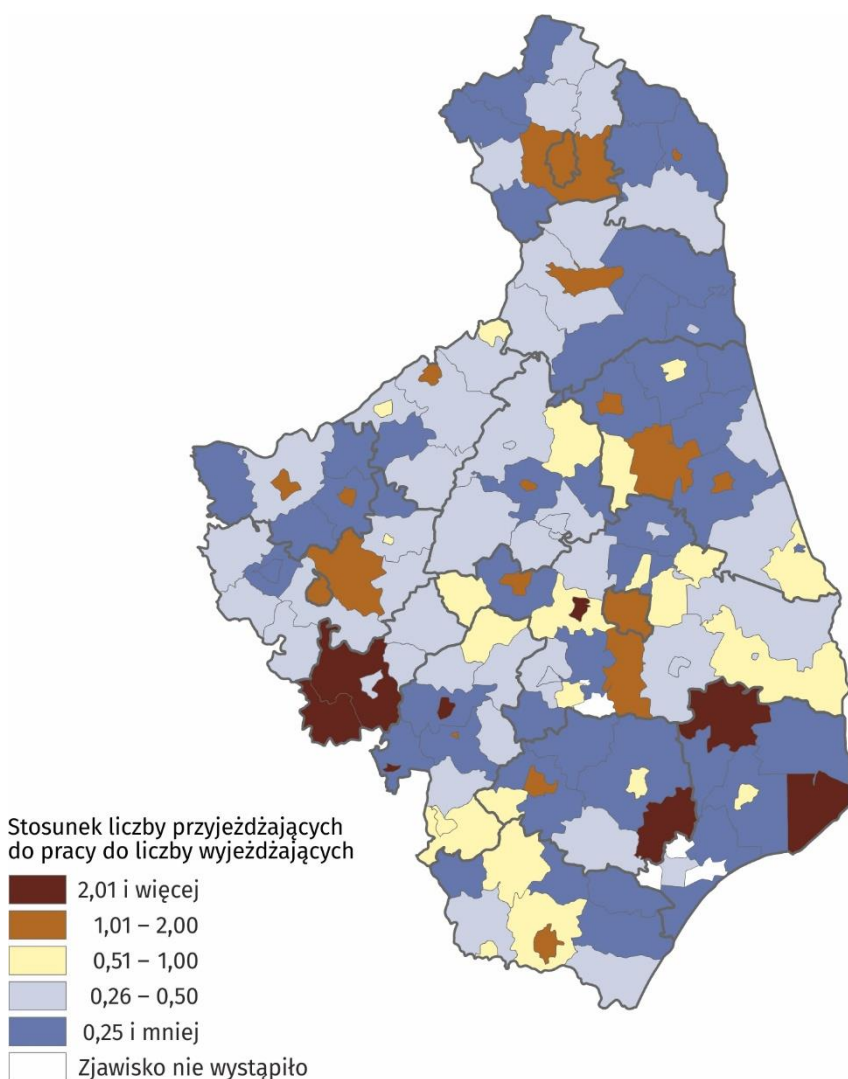 Stosunek liczby przyjeżdżających
do pracy do liczby wyjeżdżających
2,01 i więcej
1,01 – 2,00
0,51 – 1,00
0,26 – 0,50
0,25 i mniej
Zjawisko nie wystąpiło